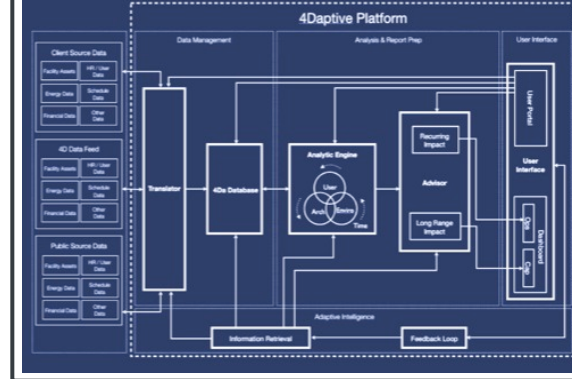 4Daptive Platform
Data Management
Analysis & Report Prep
User Interface
Client Source Data
Facility Assets
HR / User
Data
Energy Data
Schedule
Data
Financial Data
Other
Data
4D Data Feed
Facility Assets
HR / User
Data
Energy Data
Schedule
Data
Financial Data
Other
Data
Public Source Data
Facility Assets
HR / User
Data
Energy Data
Schedule
Data
Financial Data
Other
Data
Translator
4Da Database
Analytic Engine
User
Arch
Enviro
Time
Recurring
Impact
Advisor
Long Range
Impact
User Portal
User
Interface
Dashboard
Ops
Cap
Adaptive Intelligence
Information Retrieval
Feedback Loop